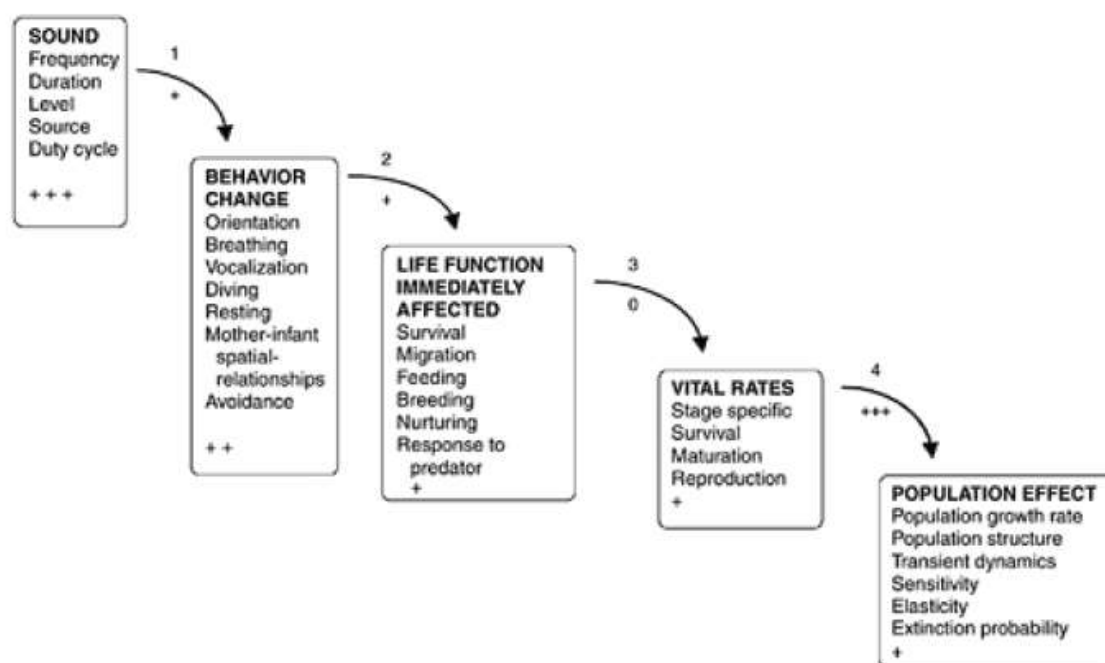 SOUND
Frequency
Duration
Level
Source
Duty cycle
+ + +
1
+
BEHAVIOR
CHANGE
Orientation
Breathing
Vocalization
Diving
Resting
Mother-infant
spatial-
relationships
Avoidance
+ +
2
+
LIFE FUNCTION
IMMEDIATELY
AFFECTED
Survival
Migration
Feeding
Breeding
Nurturing
Response to
predator
+
3
0
VITAL RATES
Stage specific
Survival
Maturation
Reproduction
+
4
+++
POPULATION EFFECT
Population growth rate
Population structure
Transient dynamics
Sensitivity
Elasticity
Extinction probability
+